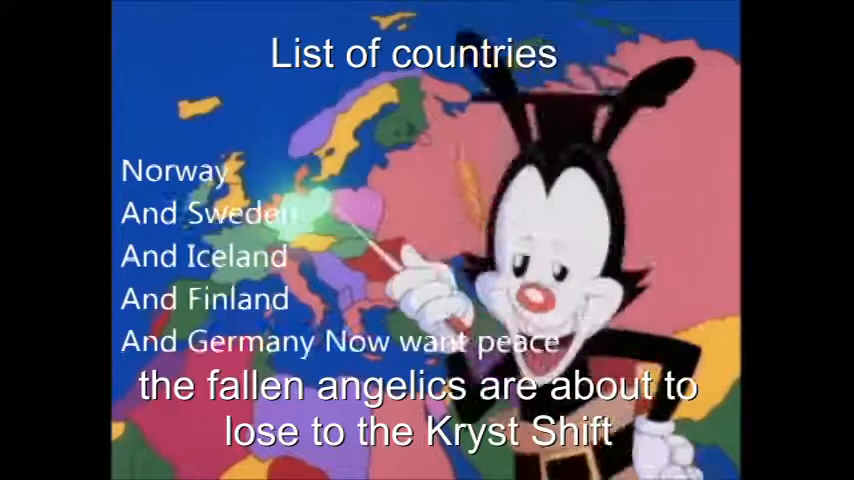 List of countries
Norway
And Sweden
And Iceland
And Finland
And Germany Now want peace
the fallen angelics are about to
lose to the Kryst Shift